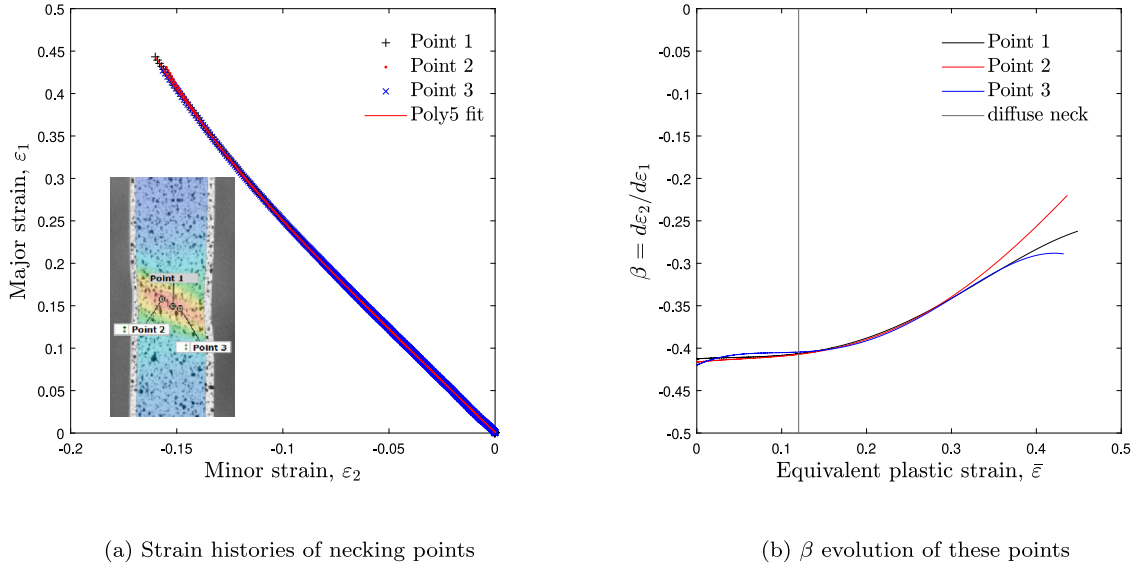 0.5
0.45
0.4
0.35
0.3
0.25
0.2
0.15
0.1
0.05
0
-0.2
-0.15
-0.1
-0.05
0
Major strain, ε₁
Minor strain, ε₂
Point 1
Point 2
Point 3
Poly5 fit
Point 1
Point 2
Point 3
(a) Strain histories of necking points
0
-0.05
-0.1
-0.15
-0.2
-0.25
-0.3
-0.35
-0.4
-0.45
-0.5
0
0.1
0.2
0.3
0.4
0.5
β = dε₂/dε₁
Equivalent plastic strain, ε̄
Point 1
Point 2
Point 3
diffuse neck
(b) β evolution of these points